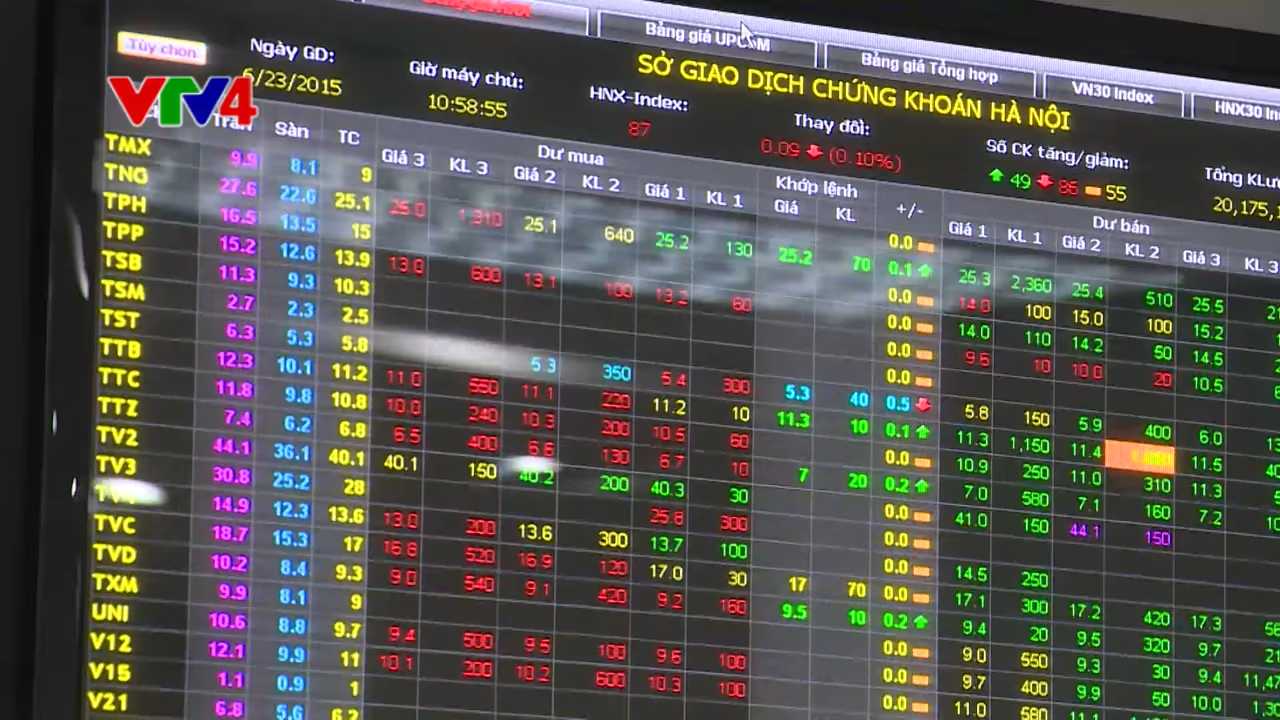 Bảng giá UPCOM Bảng giá Tổng hợp VN30 Index HNX30
Tùy chọn Ngày GD: Giờ máy chủ: HNX-Index: SỞ GIAO DỊCH CHỨNG KHOÁN HÀ NỘI
6/23/2015 10:58:55 87 Thay đổi: Số CK tăng/giảm: Tổng KL
0.09 (0.10%) 49 86 55 20,175,
VTV4
Trần Sàn TC Dư mua Khớp lệnh +/- Dư bán
Giá 3 KL 3 Giá 2 KL 2 Giá 1 KL 1 Giá KL Giá 1 KL 1 Giá 2 KL 2 Giá 3 KL 3
TMX 9.9 8.1 9 0.0
TNG 27.6 22.6 25.1 25.0 1,310 25.1 640 25.2 130 25.2 70 0.1 25.3 2,360 25.4 510 25.5
TPH 16.5 13.5 15 0.0 14.0 100 15.0 100 15.2
TPP 15.2 12.6 13.9 13.0 600 13.1 100 13.2 60 0.0 14.0 110 14.2 50 14.5
TSB 11.3 9.3 10.3 0.0 9.6 10 10.0 20 10.5
TSM 2.7 2.3 2.5 0.0
TST 6.3 5.3 5.8 5.3 350 5.4 300 5.3 40 0.5 5.8 150 5.9 400 6.0
TTB 12.3 10.1 11.2 11.0 550 11.1 220 11.2 10 11.3 10 0.1 11.3 1,150 11.4 11.5
TTC 11.8 9.8 10.8 10.0 240 10.3 200 10.5 60 0.0 10.9 250 11.0 310 11.3
TTZ 7.4 6.2 6.8 6.5 400 6.6 130 6.7 10 7 20 0.2 7.0 580 7.1 160 7.2
TV2 44.1 36.1 40.1 40.1 150 40.2 200 40.3 30 0.0 41.0 150 44.1 150
TV3 30.8 25.2 28 25.8 300 0.0
14.9 12.3 13.6 13.0 200 13.6 300 13.7 100 0.0 14.5 250
TVC 18.7 15.3 17 16.8 520 16.9 120 17.0 30 17 70 0.0 17.1 300 17.2 420 17.3
TVD 10.2 8.4 9.3 9.0 540 9.1 420 9.2 160 9.5 10 0.2 9.4 20 9.5 320 9.7
TXM 9.9 8.1 9 0.0 9.0 550 9.3 30 9.4 11,47
UNI 10.6 8.8 9.7 9.4 500 9.5 100 9.6 100 0.0 9.7 400 9.9 50 10.0
V12 12.1 9.9 11 10.1 200 10.2 600 10.3 100 0.0 11.0 580 11.1
V15 1.1 0.9 1
V21 6.8 5.6 6.2